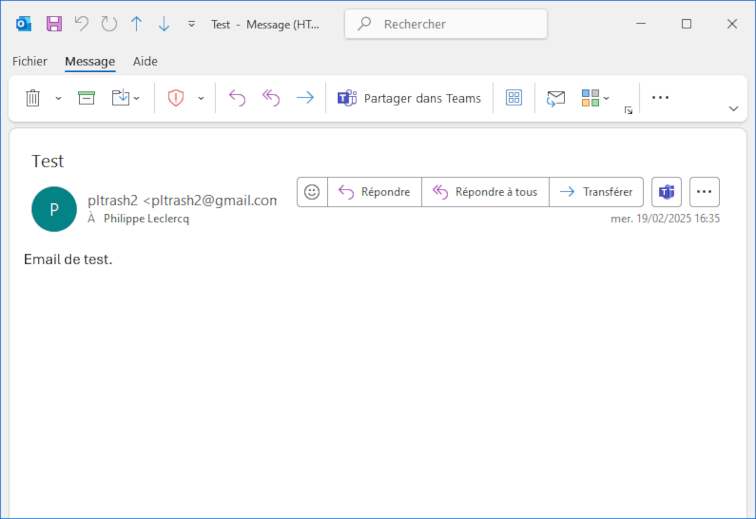 Test - Message (HT...
Rechercher
Fichier Message Aide
Partager dans Teams
Test
P
pltrash2 <pltrash2@gmail.com
Répondre Répondre à tous Transférer
À Philippe Leclercq
mer. 19/02/2025 16:35
Email de test.